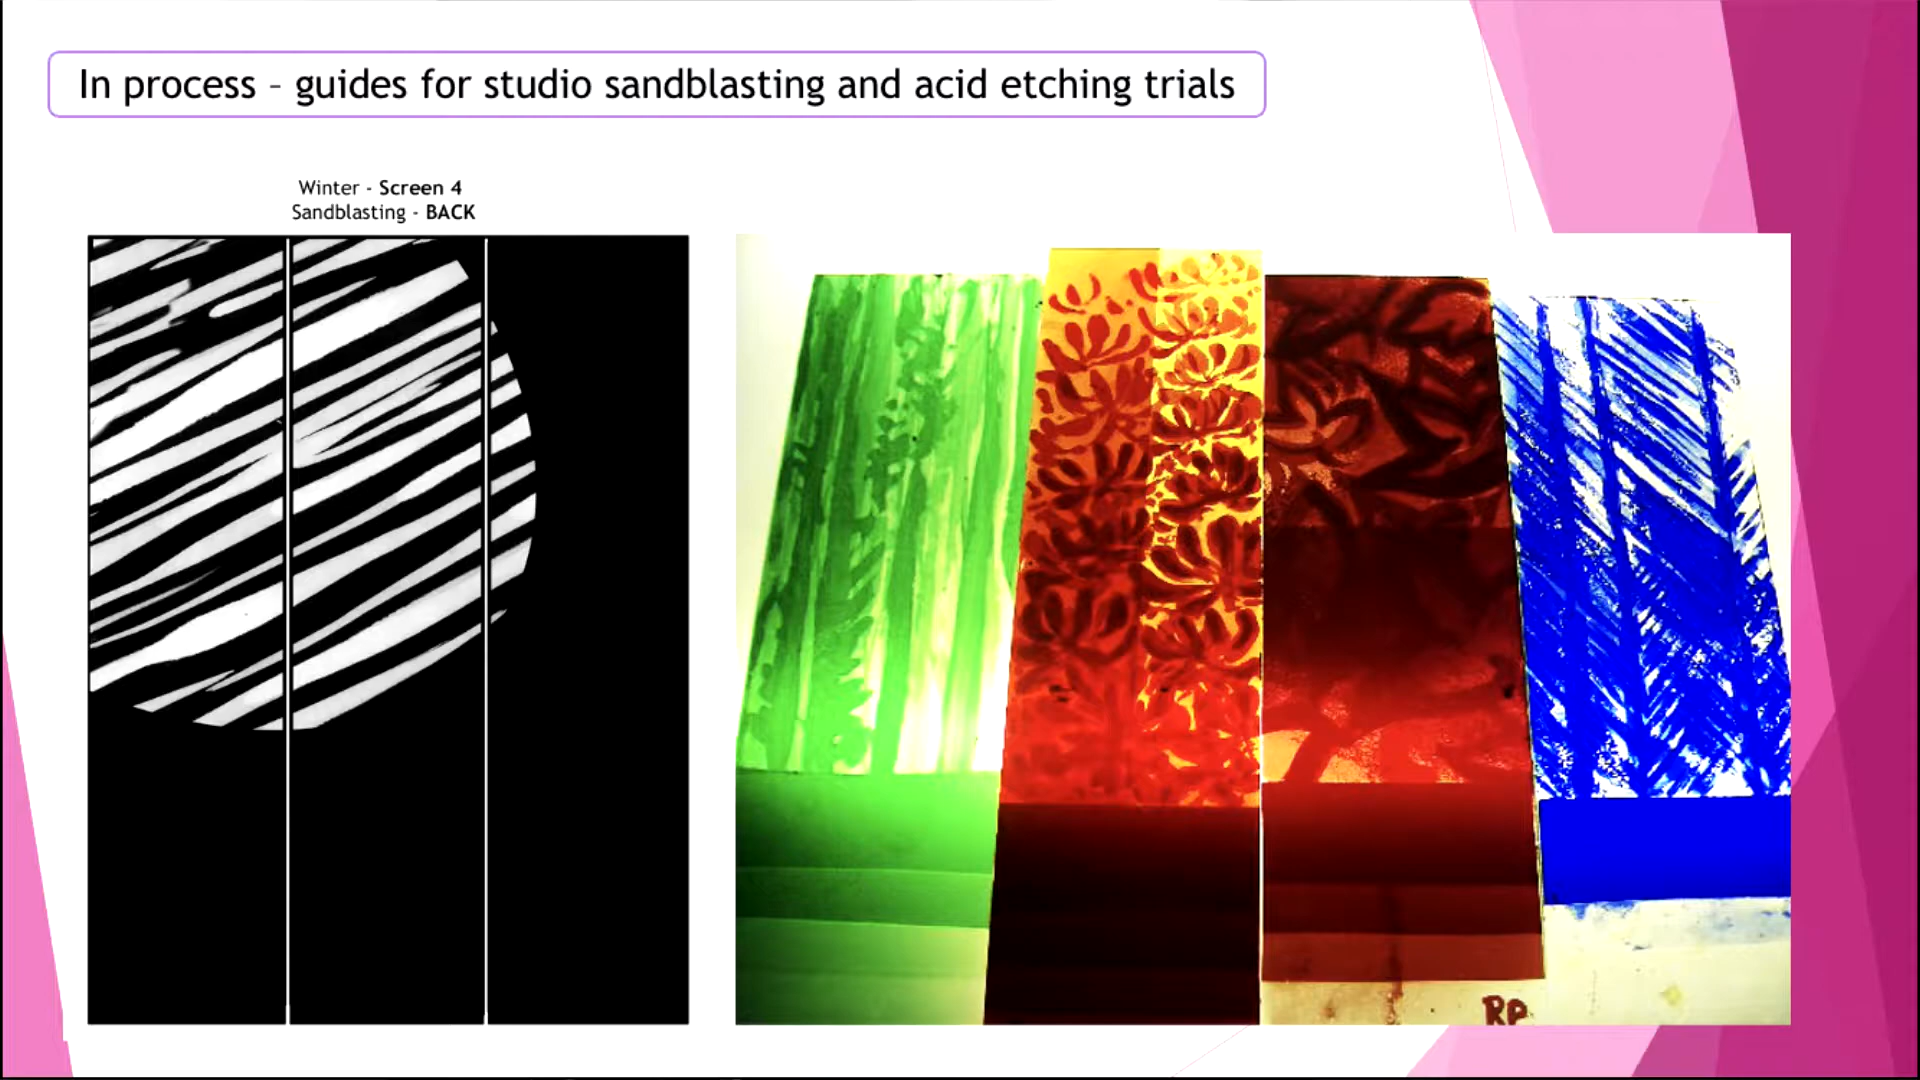 In process – guides for studio sandblasting and acid etching trials
Winter - Screen 4
Sandblasting - BACK
RP